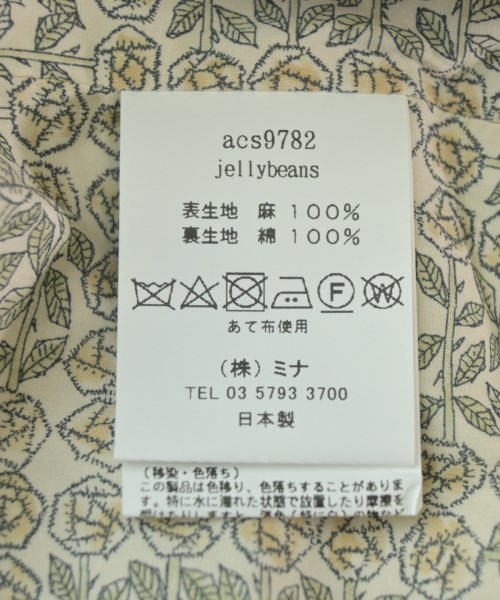 acs9782
jellybeans
表生地 麻 100%
裏生地 綿 100%
F W
あて布使用
(株) ミナ
TEL 03 5793 3700
日本製
(移染・色落ち)
この製品は色移り、色落ちすることがありま
す。特に水に濡れた状態で放置したり摩擦を